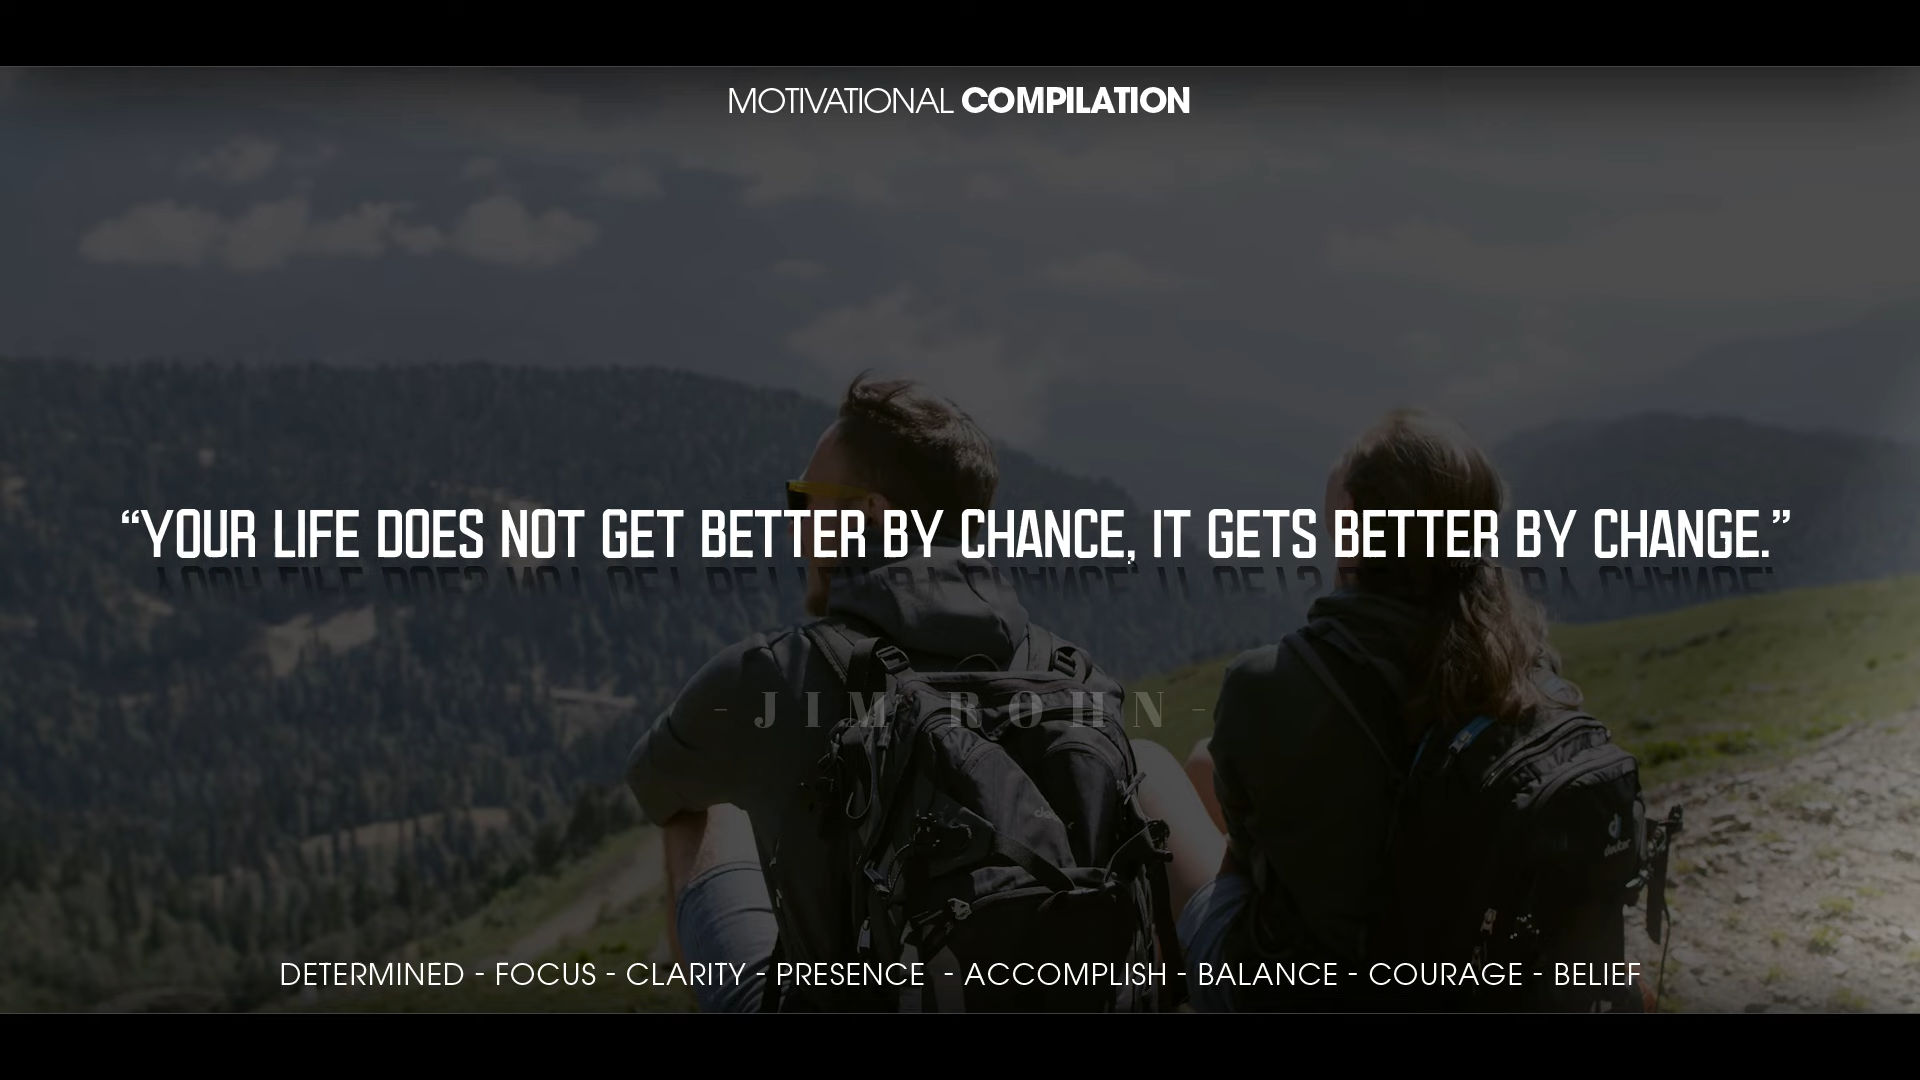 MOTIVATIONAL COMPILATION
“YOUR LIFE DOES NOT GET BETTER BY CHANCE, IT GETS BETTER BY CHANGE.”
- JIM ROHN -
deuter
DETERMINED - FOCUS - CLARITY - PRESENCE - ACCOMPLISH - BALANCE - COURAGE - BELIEF